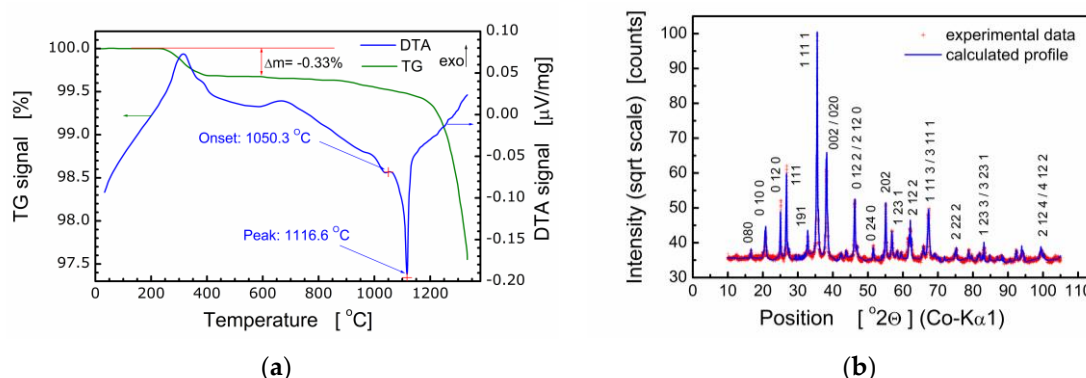 100.0
99.5
99.0
98.5
98.0
97.5
TG signal [%]
Δm= -0.33%
DTA
TG
exo
0.10
0.05
0.00
-0.05
-0.10
-0.15
-0.20
DTA signal [μV/mg]
Onset: 1050.3 °C
Peak: 1116.6 °C
0 200 400 600 800 1000 1200
Temperature [ °C]
(a)
100
90
80
70
60
50
40
30
Intensity (sqrt scale) [counts]
experimental data
calculated profile
080
0 10 0
0 12 0
111
191
1 11 1
002 / 020
0 12 2 / 2 12 0
0 24 0
202
1 23 1
2 12 2
1 11 3 / 3 11 1
2 22 2
1 23 3 / 3 23 1
2 12 4 / 4 12 2
10 20 30 40 50 60 70 80 90 100 110
Position [ °2Θ] (Co-Kα1)
(b)